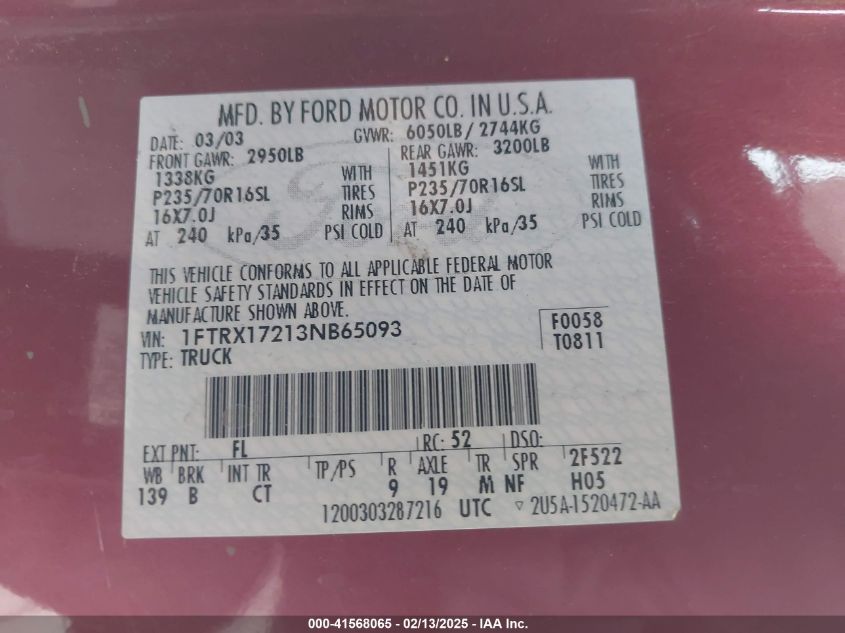 MFD. BY FORD MOTOR CO. IN U.S.A.
DATE: 03/03 GVWR: 6050LB / 2744KG
FRONT GAWR: 2950LB REAR GAWR: 3200LB
1338KG WITH 1451KG WITH
P235/70R16SL TIRES P235/70R16SL TIRES
16X7.0J RIMS 16X7.0J RIMS
AT 240 kPa/35 PSI COLD AT 240 kPa/35 PSI COLD
THIS VEHICLE CONFORMS TO ALL APPLICABLE FEDERAL MOTOR
VEHICLE SAFETY STANDARDS IN EFFECT ON THE DATE OF
MANUFACTURE SHOWN ABOVE.
VIN: 1FTRX17213NB65093 F0058
TYPE: TRUCK T0811
EXT PNT: FL RC: 52 DSO:
WB BRK INT TR TP/PS R AXLE TR SPR 2F522
139 B CT 9 19 M NF H05
1200303287216 UTC ▽ 2U5A-1520472-AA
000-41568065 - 02/13/2025 - IAA Inc.